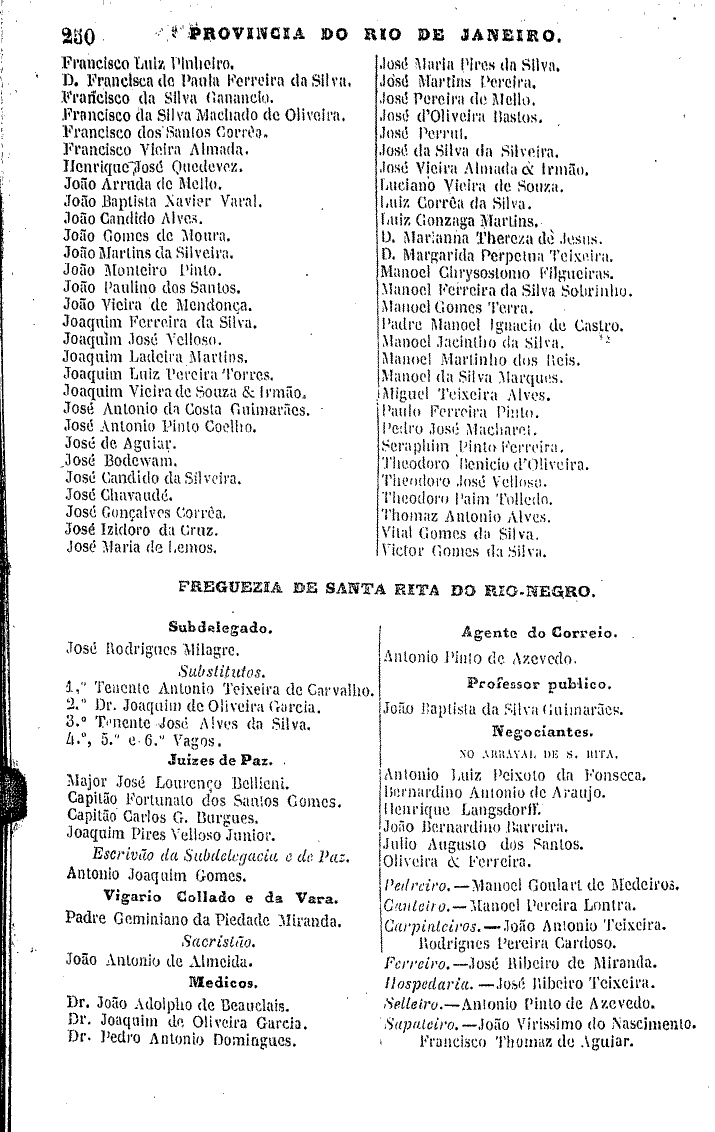 250
PROVINCIA DO RIO DE JANEIRO.
Francisco Luiz Pinheiro.
D. Francisca de Paula Ferreira da Silva.
Francisco da Silva Canancio.
Francisco da Silva Machado de Oliveira.
Francisco dos Santos Corrêa.
Francisco Vieira Almada.
Henrique José Quedevez.
João Arruda de Mello.
João Baptista Xavier Varal.
João Candido Alves.
João Gomes de Moura.
João Martins da Silveira.
João Monteiro Pinto.
João Paulino dos Santos.
João Vieira de Mendonça.
Joaquim Ferreira da Silva.
Joaquim José Velloso.
Joaquim Ladeira Martins.
Joaquim Luiz Pereira Torres.
Joaquim Vieira de Souza & Irmão.
José Antonio da Costa Guimarães.
José Antonio Pinto Coelho.
José de Aguiar.
José Bodewam.
José Candido da Silveira.
José Chavaudé.
José Gonçalves Corrêa.
José Izidoro da Cruz.
José Maria de Lemos.
José Maria Pires da Silva.
José Martins Pereira.
José Pereira de Mello.
José d'Oliveira Bastos.
José Perrut.
José da Silva da Silveira.
José Vieira Almada & Irmão.
Luciano Vieira de Souza.
Luiz Corrêa da Silva.
Luiz Gonzaga Martins.
D. Marianna Thereza de Jesus.
D. Margarida Perpetua Teixeira.
Manoel Chrysostomo Filgueiras.
Manoel Ferreira da Silva Sobrinho.
Manoel Gomes Terra.
Padre Manoel Ignacio de Castro.
Manoel Jacintho da Silva.
Manoel Martinho dos Reis.
Manoel da Silva Marques.
Miguel Teixeira Alves.
Paulo Ferreira Pinto.
Pedro José Macharet.
Seraphim Pinto Ferreira.
Theodoro Benicio d'Oliveira.
Theodoro José Velloso.
Theodoro Paim Tolledo.
Thomaz Antonio Alves.
Vital Gomes da Silva.
Victor Gomes da Silva.
FREGUEZIA DE SANTA RITA DO RIO-NEGRO.
Subdelegado.
José Rodrigues Milagre.
Substitutos.
1.º Tenente Antonio Teixeira de Carvalho.
2.º Dr. Joaquim de Oliveira Garcia.
3.º Tenente José Alves da Silva.
4.º, 5.º e 6.º Vagos.
Juizes de Paz.
Major José Lourenço Bellieni.
Capitão Fortunato dos Santos Gomes.
Capitão Carlos G. Burgues.
Joaquim Pires Velloso Junior.
Escrivão da Subdelegacia e de Paz.
Antonio Joaquim Gomes.
Vigario Collado e da Vara.
Padre Geminiano da Piedade Miranda.
Sacristão.
João Antonio de Almeida.
Medicos.
Dr. João Adolpho de Beauclais.
Dr. Joaquim de Oliveira Garcia.
Dr. Pedro Antonio Domingues.
Agente do Correio.
Antonio Pinto de Azevedo.
Professor publico.
João Baptista da Silva Guimarães.
Negociantes.
NO ARRAYAL DE S. RITA.
Antonio Luiz Peixoto da Fonseca.
Bernardino Antonio de Araujo.
Henrique Langsdorff.
João Bernardino Barreira.
Julio Augusto dos Santos.
Oliveira & Ferreira.
Pedreiro.—Manoel Goulart de Medeiros.
Canteiro.—Manoel Pereira Lontra.
Carpinteiros.—João Antonio Teixeira.
Rodrigues Pereira Cardoso.
Ferreiro.—José Ribeiro de Miranda.
Hospedaria.—José Ribeiro Teixeira.
Selleiro.—Antonio Pinto de Azevedo.
Sapateiro.—João Virissimo do Nascimento.
Francisco Thomaz de Aguiar.